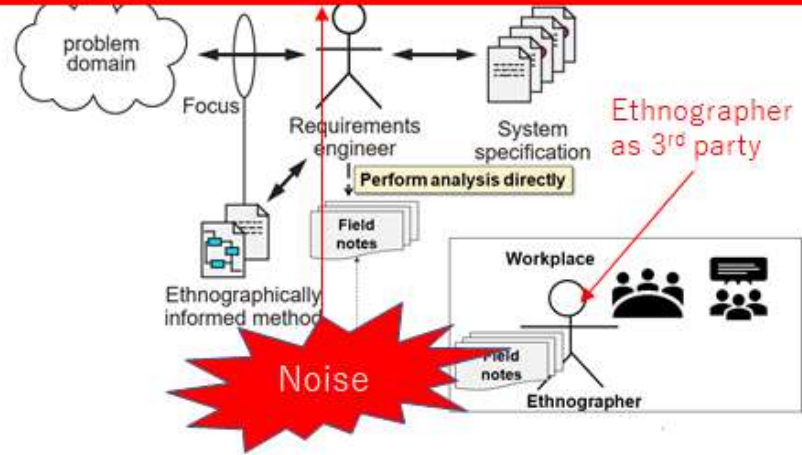 problem
domain
Focus
Requirements
engineer
System
specification
Ethnographer
as 3rd party
Perform analysis directly
Field
notes
Workplace
Ethnographically
informed method
Noise
Field
notes
Ethnographer